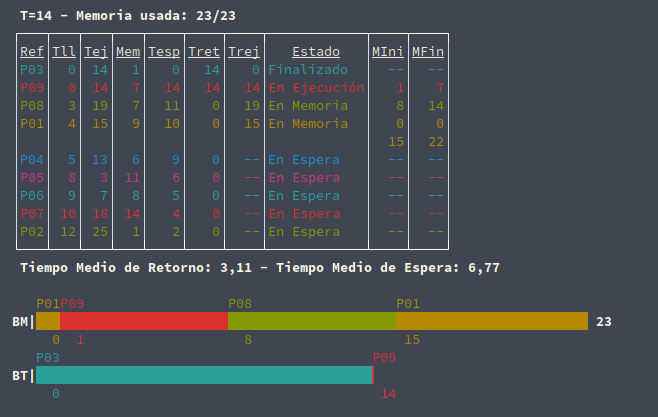 T=14 - Memoria usada: 23/23
Ref Tll Tej Mem Tesp Tret Trej Estado MIni MFin
P03 0 14 1 0 14 0 Finalizado -- --
P09 0 14 7 14 14 14 En Ejecución 1 7
P08 3 19 7 11 0 19 En Memoria 8 14
P01 4 15 9 10 0 15 En Memoria 0 0
15 22
P04 5 13 6 9 0 -- En Espera -- --
P05 8 3 11 6 0 -- En Espera -- --
P06 9 7 8 5 0 -- En Espera -- --
P07 10 18 14 4 0 -- En Espera -- --
P02 12 25 1 2 0 -- En Espera -- --
Tiempo Medio de Retorno: 3,11 - Tiempo Medio de Espera: 6,77
P01P09 P08 P01
BM| 23
0 1 8 15
P03 P09
BT|
0 14